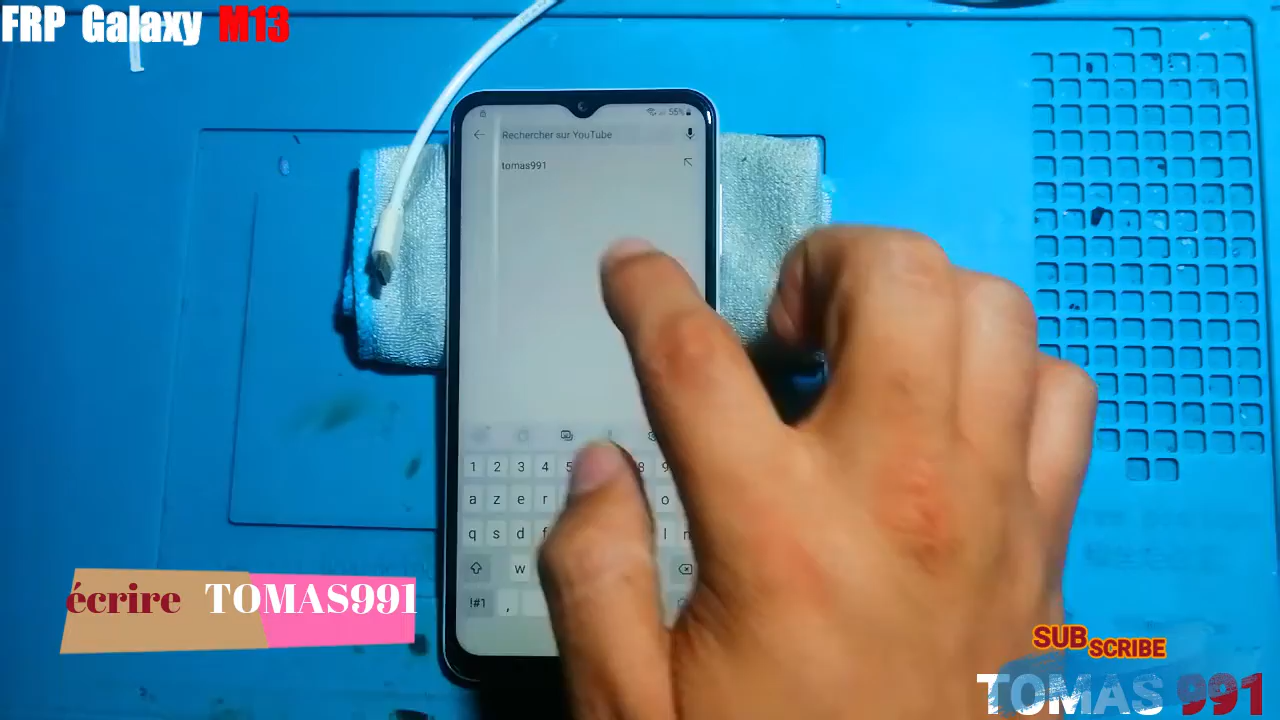 FRP Galaxy M13
55%
Rechercher sur YouTube
tomas991
1 2 3 4 5 8 9
a z e r o
q s d f l m
w
!#1 ,
écrire TOMAS991
SUBSCRIBE
TOMAS 991